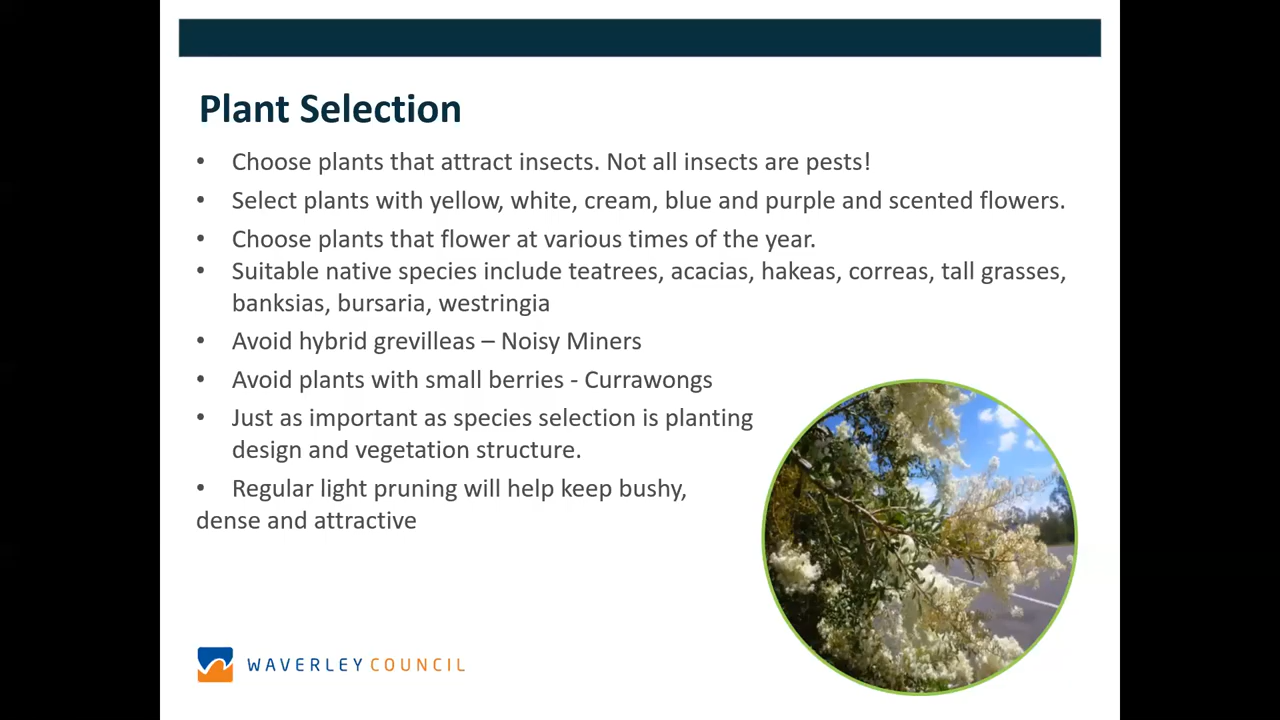 Plant Selection
• Choose plants that attract insects. Not all insects are pests!
• Select plants with yellow, white, cream, blue and purple and scented flowers.
• Choose plants that flower at various times of the year.
• Suitable native species include teatrees, acacias, hakeas, correas, tall grasses,
banksias, bursaria, westringia
• Avoid hybrid grevilleas – Noisy Miners
• Avoid plants with small berries - Currawongs
• Just as important as species selection is planting
design and vegetation structure.
• Regular light pruning will help keep bushy,
dense and attractive
WAVERLEY COUNCIL